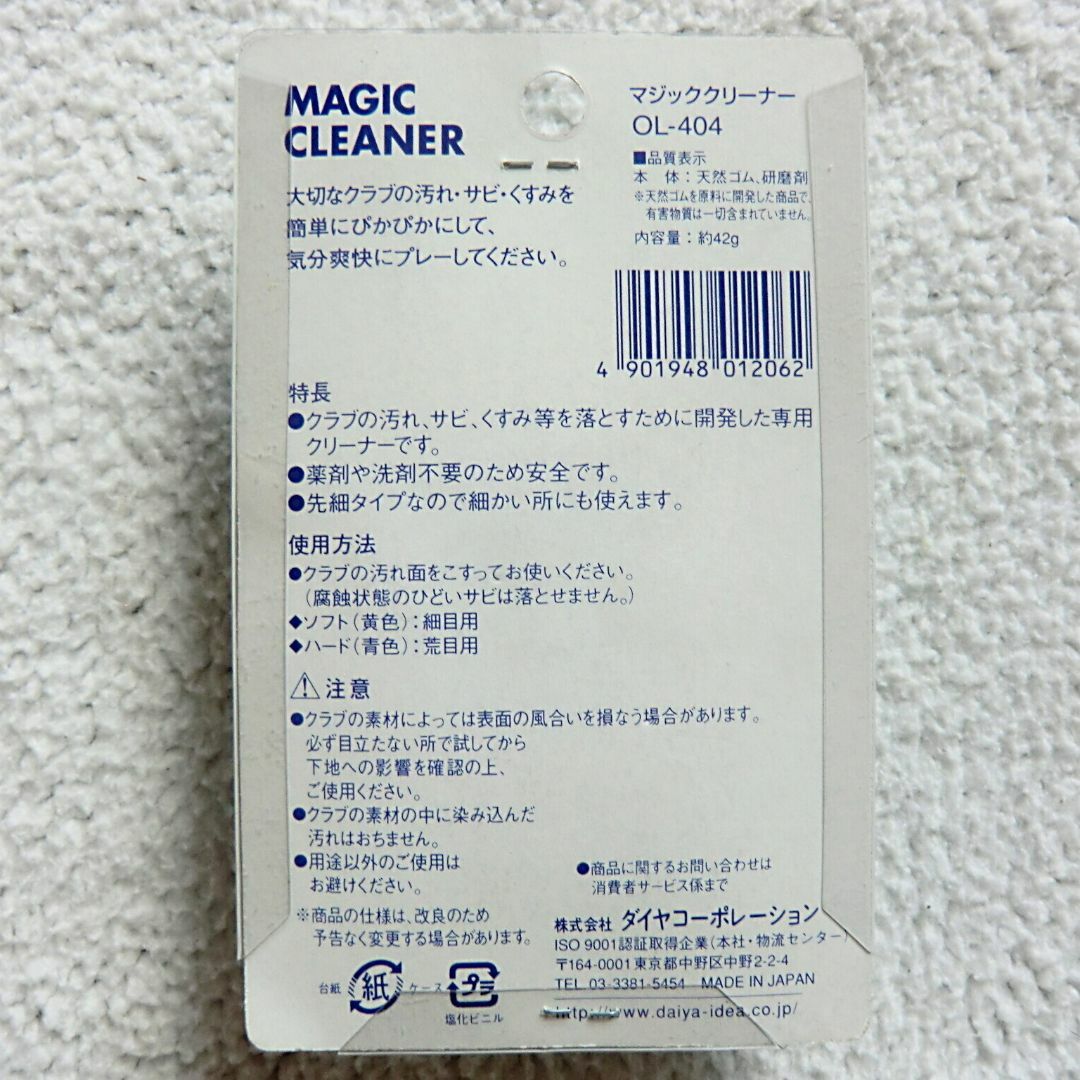 MAGIC
CLEANER
大切なクラブの汚れ・サビ・くすみを
簡単にぴかぴかにして、
気分爽快にプレーしてください。
マジッククリーナー
OL-404
■品質表示
本　体：天然ゴム、研磨剤
※天然ゴムを原料に開発した商品で、
有害物質は一切含まれていません。
内容量：約42g
4 901948 012062
特長
●クラブの汚れ、サビ、くすみ等を落とすために開発した専用
クリーナーです。
●薬剤や洗剤不要のため安全です。
●先細タイプなので細かい所にも使えます。
使用方法
●クラブの汚れ面をこすってお使いください。
（腐蝕状態のひどいサビは落とせません。）
◆ソフト（黄色）：細目用
◆ハード（青色）：荒目用
⚠注意
●クラブの素材によっては表面の風合いを損なう場合があります。
必ず目立たない所で試してから
下地への影響を確認の上、
ご使用ください。
●クラブの素材の中に染み込んだ
汚れはおちません。
●用途以外のご使用は
お避けください。
※商品の仕様は、改良のため
予告なく変更する場合があります。
台紙 紙 ケース プラ
塩化ビニル
●商品に関するお問い合わせは
消費者サービス係まで
株式会社 ダイヤコーポレーション
ISO 9001認証取得企業（本社・物流センター）
〒164-0001東京都中野区中野2-2-4
TEL 03-3381-5454 MADE IN JAPAN
http://www.daiya-idea.co.jp/